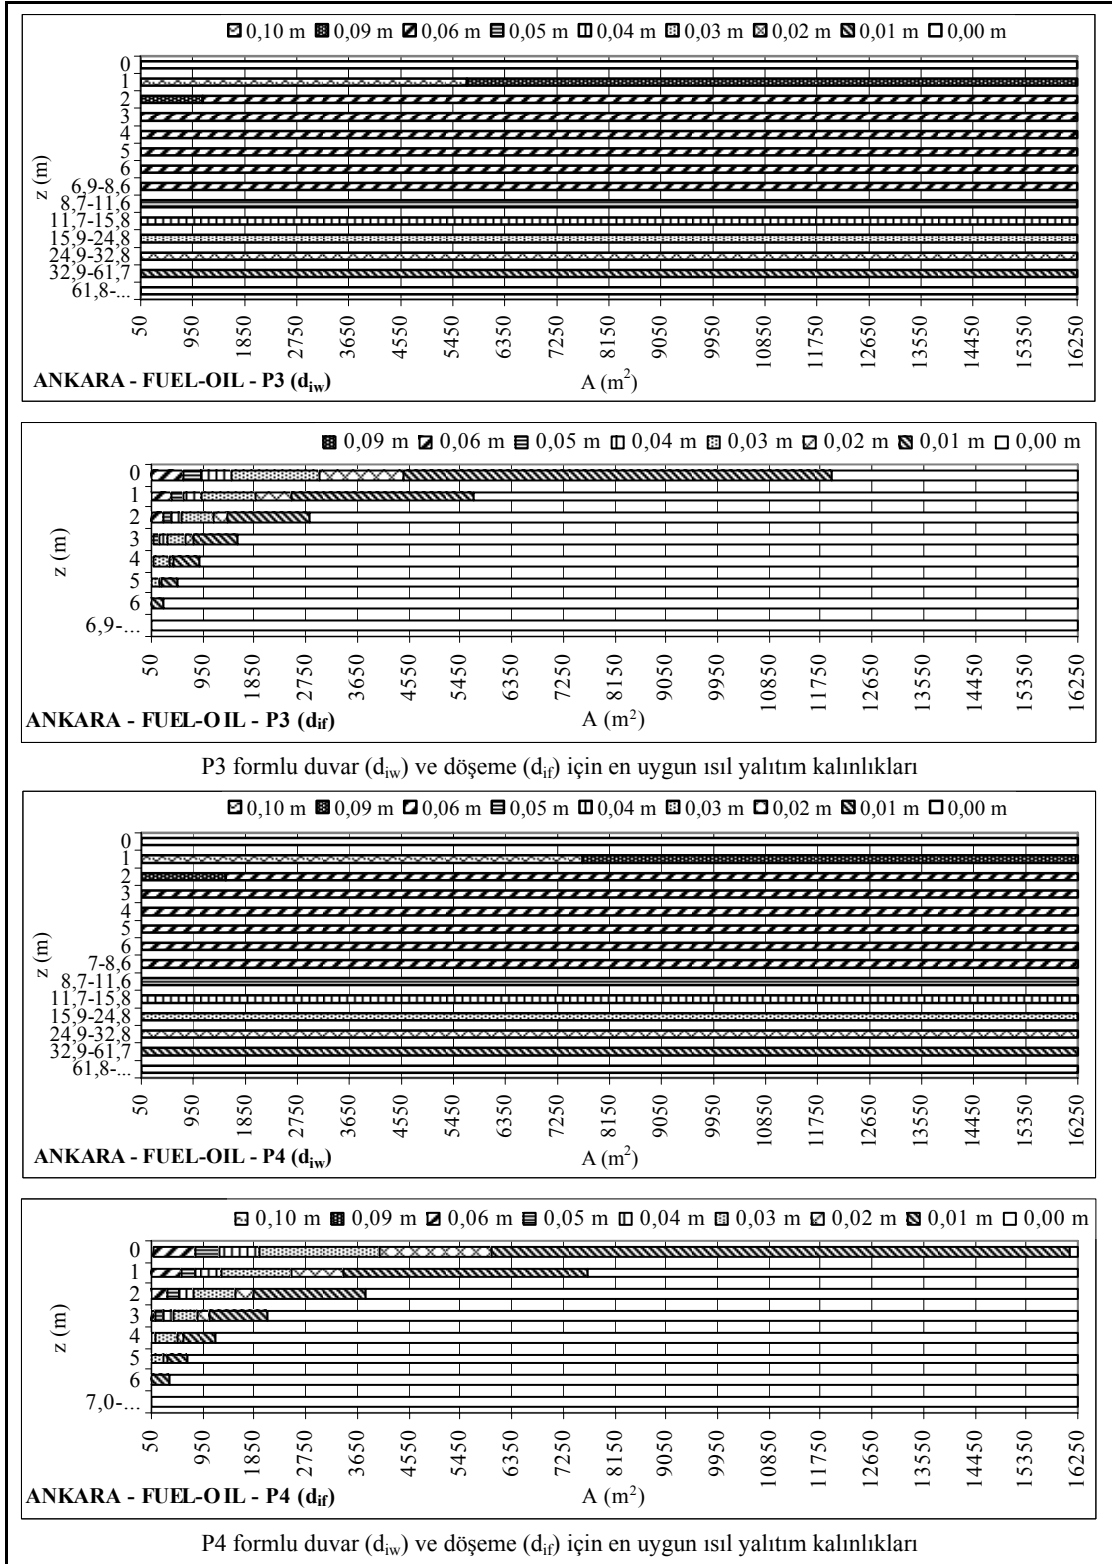 0,10 m 0,09 m 0,06 m 0,05 m 0,04 m 0,03 m 0,02 m 0,01 m 0,00 m
z (m)
0
1
2
3
4
5
6
6,9-8,6
8,7-11,6
11,7-15,8
15,9-24,8
24,9-32,8
32,9-61,7
61,8-...
50 950 1850 2750 3650 4550 5450 6350 7250 8150 9050 9950 10850 11750 12650 13550 14450 15350 16250
ANKARA - FUEL-OIL - P3 (diw) A (m²)
0,09 m 0,06 m 0,05 m 0,04 m 0,03 m 0,02 m 0,01 m 0,00 m
z (m)
0
1
2
3
4
5
6
6,9-...
50 950 1850 2750 3650 4550 5450 6350 7250 8150 9050 9950 10850 11750 12650 13550 14450 15350 16250
ANKARA - FUEL-OIL - P3 (dif) A (m²)
P3 formlu duvar (diw) ve döşeme (dif) için en uygun ısıl yalıtım kalınlıkları
0,10 m 0,09 m 0,06 m 0,05 m 0,04 m 0,03 m 0,02 m 0,01 m 0,00 m
z (m)
0
1
2
3
4
5
6
7-8,6
8,7-11,6
11,7-15,8
15,9-24,8
24,9-32,8
32,9-61,7
61,8-...
50 950 1850 2750 3650 4550 5450 6350 7250 8150 9050 9950 10850 11750 12650 13550 14450 15350 16250
ANKARA - FUEL-OIL - P4 (diw) A (m²)
0,10 m 0,09 m 0,06 m 0,05 m 0,04 m 0,03 m 0,02 m 0,01 m 0,00 m
z (m)
0
1
2
3
4
5
6
7,0-...
50 950 1850 2750 3650 4550 5450 6350 7250 8150 9050 9950 10850 11750 12650 13550 14450 15350 16250
ANKARA - FUEL-OIL - P4 (dif) A (m²)
P4 formlu duvar (diw) ve döşeme (dif) için en uygun ısıl yalıtım kalınlıkları